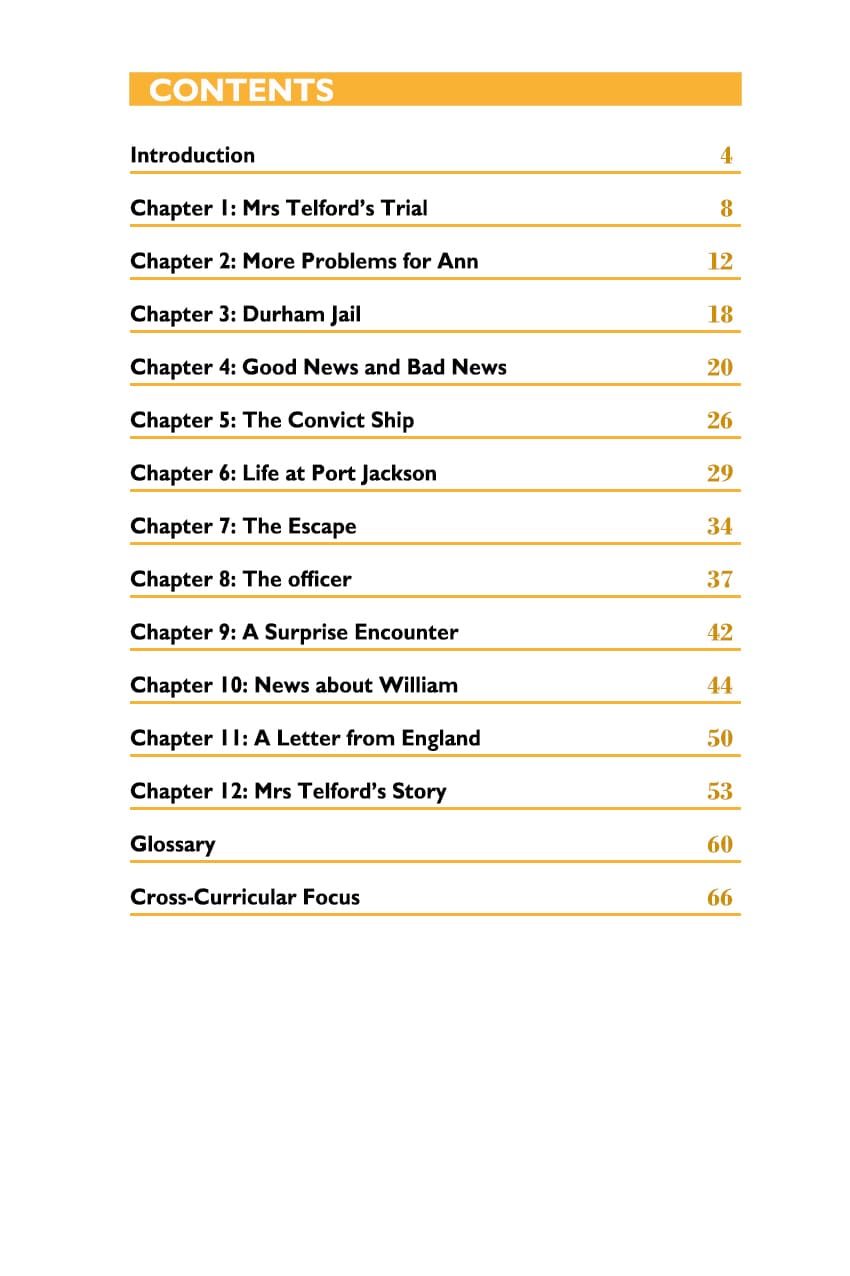 CONTENTS
Introduction 4
Chapter 1: Mrs Telford’s Trial 8
Chapter 2: More Problems for Ann 12
Chapter 3: Durham Jail 18
Chapter 4: Good News and Bad News 20
Chapter 5: The Convict Ship 26
Chapter 6: Life at Port Jackson 29
Chapter 7: The Escape 34
Chapter 8: The officer 37
Chapter 9: A Surprise Encounter 42
Chapter 10: News about William 44
Chapter 11: A Letter from England 50
Chapter 12: Mrs Telford’s Story 53
Glossary 60
Cross-Curricular Focus 66